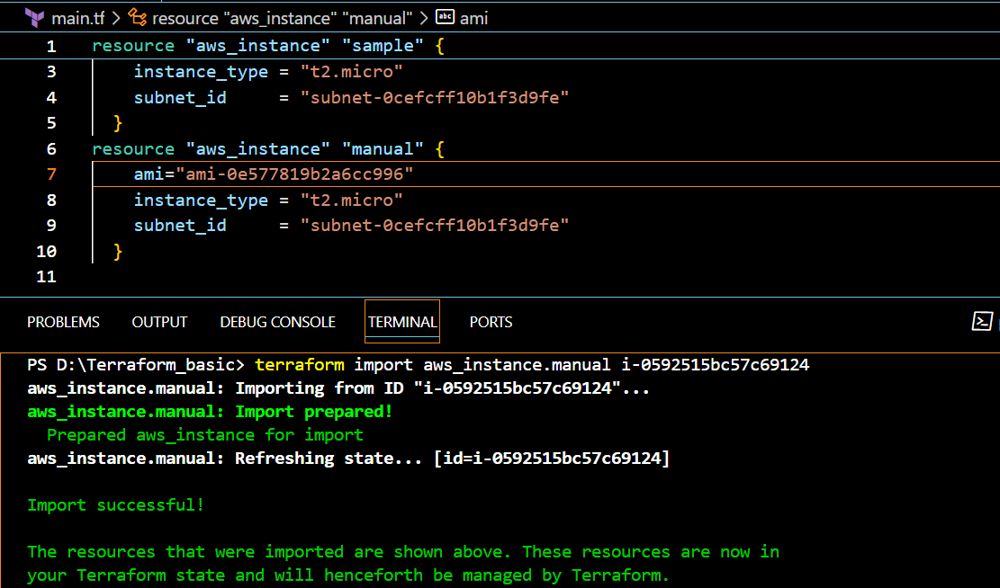 main.tf > resource "aws_instance" "manual" > abc ami
1 resource "aws_instance" "sample" {
3 instance_type = "t2.micro"
4 subnet_id = "subnet-0cefcff10b1f3d9fe"
5 }
6 resource "aws_instance" "manual" {
7 ami="ami-0e577819b2a6cc996"
8 instance_type = "t2.micro"
9 subnet_id = "subnet-0cefcff10b1f3d9fe"
10 }
11
PROBLEMS OUTPUT DEBUG CONSOLE TERMINAL PORTS
PS D:\Terraform_basic> terraform import aws_instance.manual i-0592515bc57c69124
aws_instance.manual: Importing from ID "i-0592515bc57c69124"...
aws_instance.manual: Import prepared!
Prepared aws_instance for import
aws_instance.manual: Refreshing state... [id=i-0592515bc57c69124]
Import successful!
The resources that were imported are shown above. These resources are now in
your Terraform state and will henceforth be managed by Terraform.